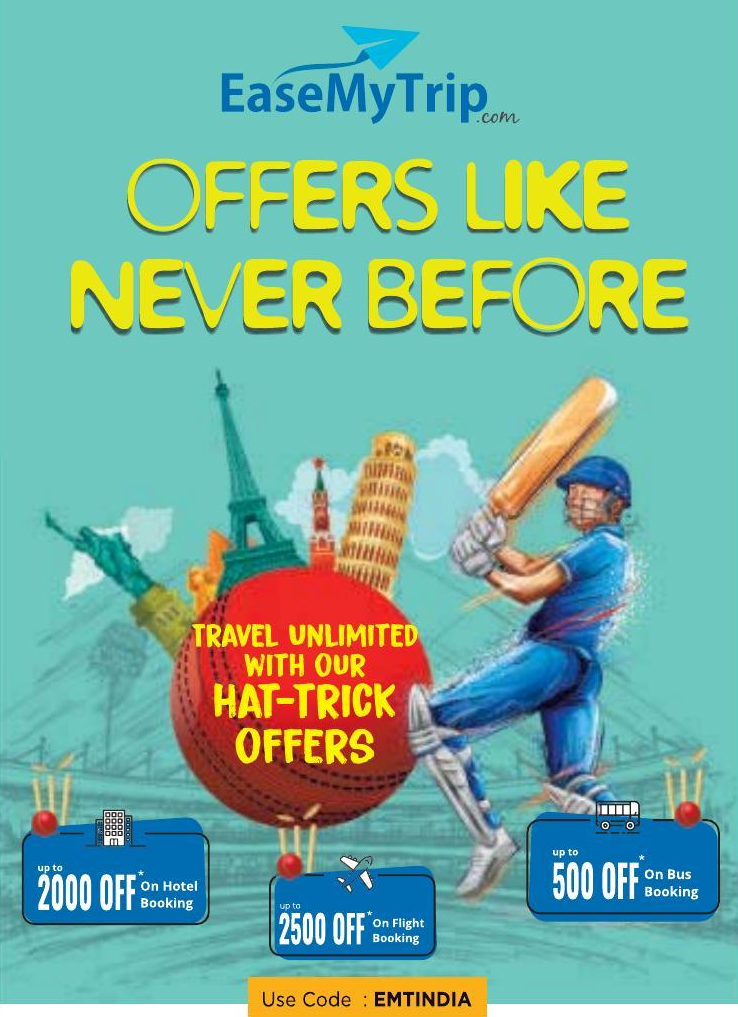 EaseMyTrip
.com
OFFERS LIKE
NEVER BEFORE
TRAVEL UNLIMITED
WITH OUR
HAT-TRICK
OFFERS
up to
2000 OFF*
On Hotel
Booking
up to
2500 OFF*
On Flight
Booking
up to
500 OFF*
On Bus
Booking
Use Code : EMTINDIA